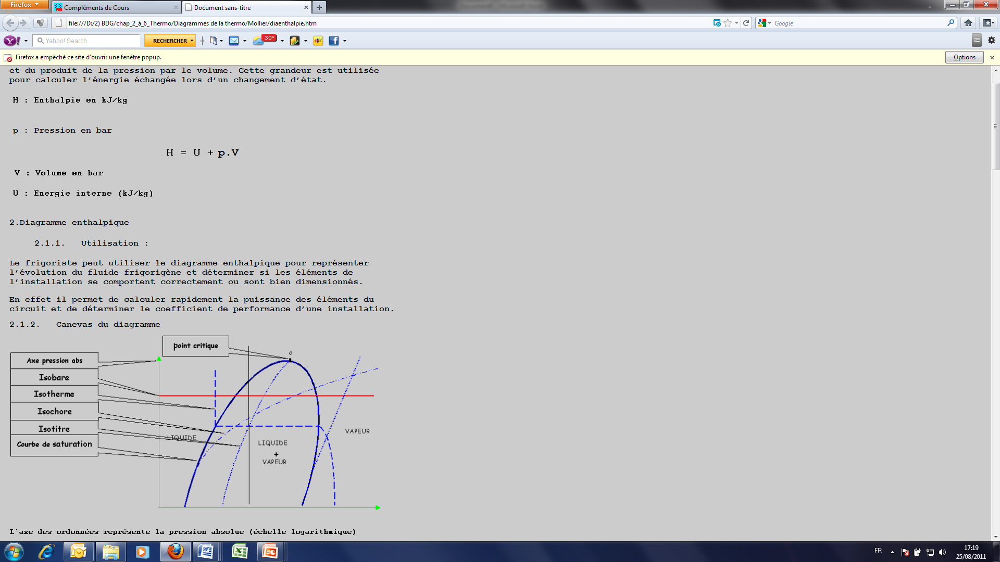 Firefox
BTS FEE Compléments de Cours
Document sans-titre
file:///D:/2) BDG/chap_2_à_6_Thermo/Diagrammes de la thermo/Mollier/diaenthalpie.htm
Google
Y!
Yahoo! Search
RECHERCHER
30°
Firefox a empêché ce site d'ouvrir une fenêtre popup.
Options
et du produit de la pression par le volume. Cette grandeur est utilisée
pour calculer l’énergie échangée lors d’un changement d’état.
H : Enthalpie en kJ/kg
p : Pression en bar
H = U + p.V
V : Volume en bar
U : Energie interne (kJ/kg)
2.Diagramme enthalpique
2.1.1. Utilisation :
Le frigoriste peut utiliser le diagramme enthalpique pour représenter
l’évolution du fluide frigorigène et déterminer si les éléments de
l’installation se comportent correctement ou sont bien dimensionnés.
En effet il permet de calculer rapidement la puissance des éléments du
circuit et de déterminer le coefficient de performance d’une installation.
2.1.2. Canevas du diagramme
point critique
C
Axe pression abs
Isobare
Isotherme
Isochore
Isotitre
Courbe de saturation
LIQUIDE
LIQUIDE
+
VAPEUR
VAPEUR
L´axe des ordonnées représente la pression absolue (échelle logarithmique)
FR
17:19
25/08/2011